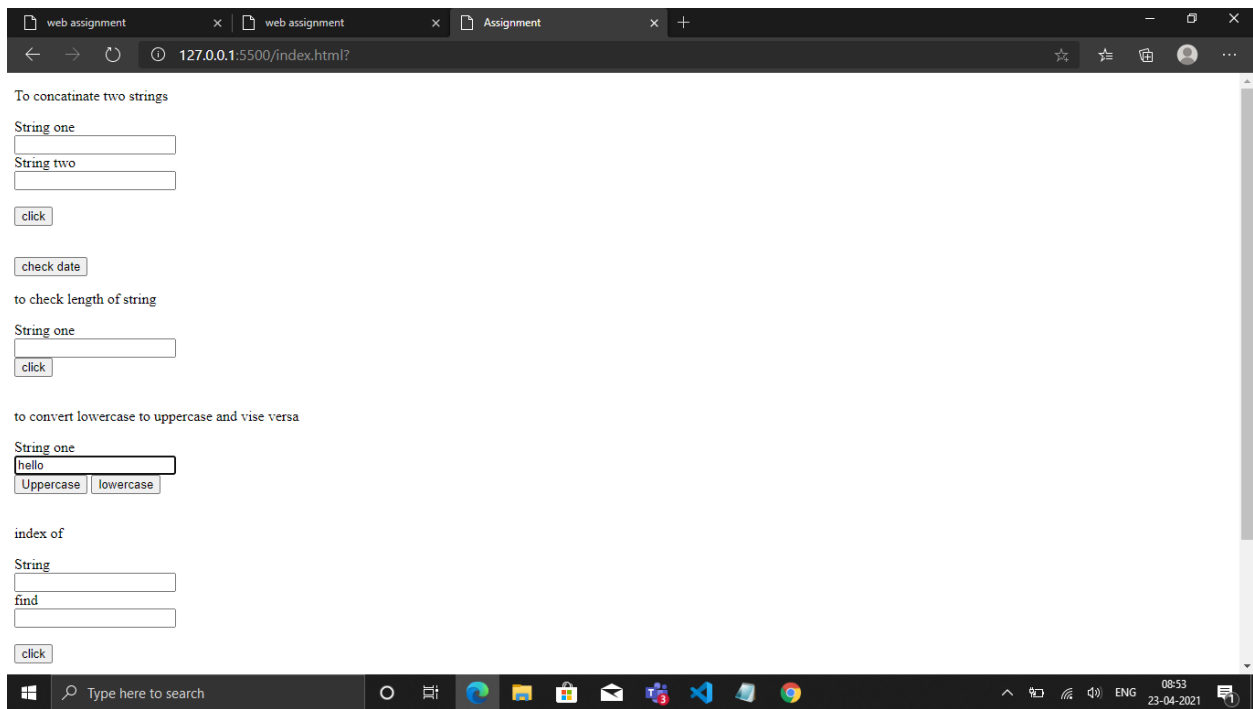 web assignment
web assignment
Assignment
127.0.0.1:5500/index.html?
To concatinate two strings
String one
String two
click
check date
to check length of string
String one
click
to convert lowercase to uppercase and vise versa
String one
hello
Uppercase lowercase
index of
String
find
click
Type here to search
3
ENG
08:53
23-04-2021
1